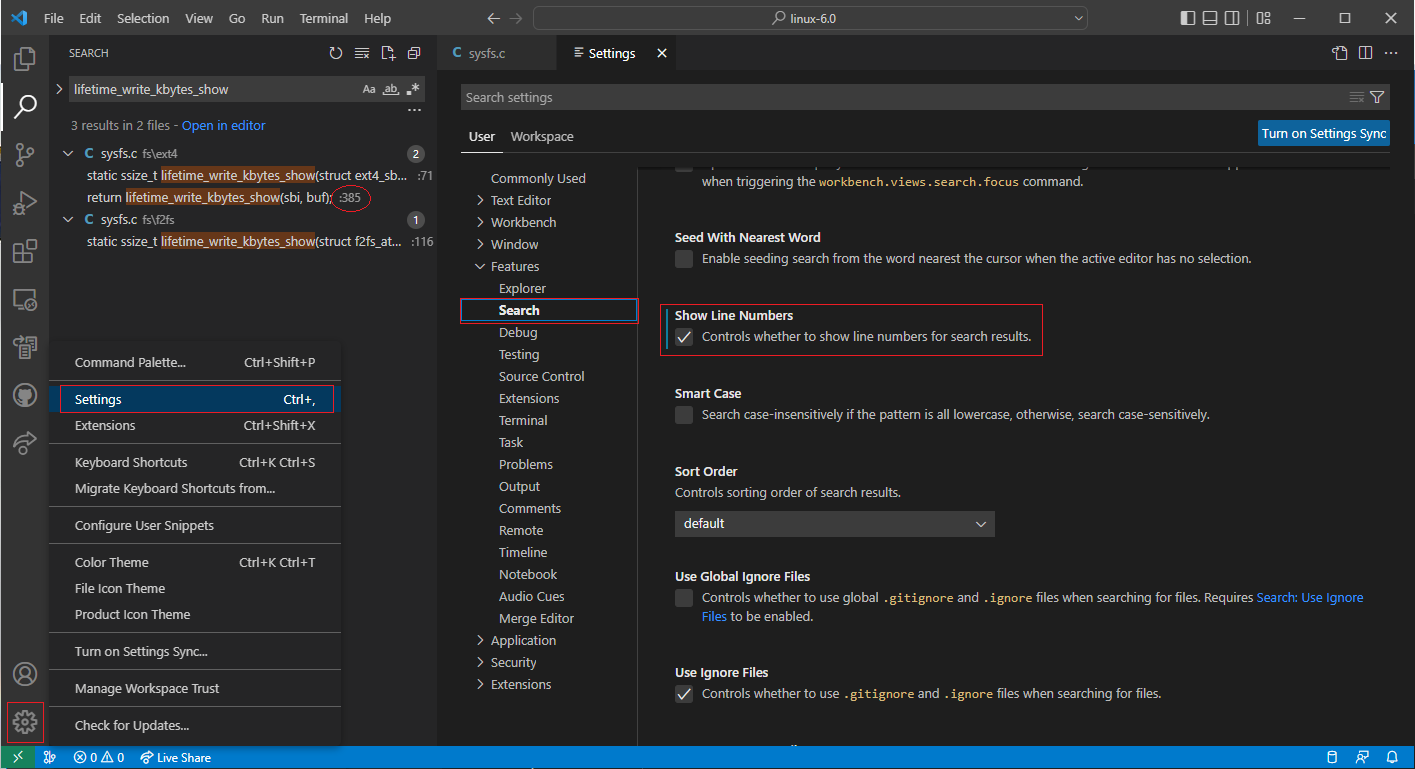 File Edit Selection View Go Run Terminal Help
linux-6.0
SEARCH
lifetime_write_kbytes_show
Aa ab .*
3 results in 2 files - Open in editor
sysfs.c fs\ext4 2
static ssize_t lifetime_write_kbytes_show(struct ext4_sb... :71
return lifetime_write_kbytes_show(sbi, buf); :385
sysfs.c fs\f2fs 1
static ssize_t lifetime_write_kbytes_show(struct f2fs_at... :116
Command Palette... Ctrl+Shift+P
Settings Ctrl+,
Extensions Ctrl+Shift+X
Keyboard Shortcuts Ctrl+K Ctrl+S
Migrate Keyboard Shortcuts from...
Configure User Snippets
Color Theme Ctrl+K Ctrl+T
File Icon Theme
Product Icon Theme
Turn on Settings Sync...
Manage Workspace Trust
Check for Updates...
C sysfs.c
Settings
Search settings
User Workspace
Turn on Settings Sync
Commonly Used
Text Editor
Workbench
Window
Features
Explorer
Search
Debug
Testing
Source Control
Extensions
Terminal
Task
Problems
Output
Comments
Remote
Timeline
Notebook
Audio Cues
Merge Editor
Application
Security
Extensions
when triggering the workbench.views.search.focus command.
Seed With Nearest Word
Enable seeding search from the word nearest the cursor when the active editor has no selection.
Show Line Numbers
Controls whether to show line numbers for search results.
Smart Case
Search case-insensitively if the pattern is all lowercase, otherwise, search case-sensitively.
Sort Order
Controls sorting order of search results.
default
Use Global Ignore Files
Controls whether to use global .gitignore and .ignore files when searching for files. Requires Search: Use Ignore
Files to be enabled.
Use Ignore Files
Controls whether to use .gitignore and .ignore files when searching for files.
0 0 Live Share